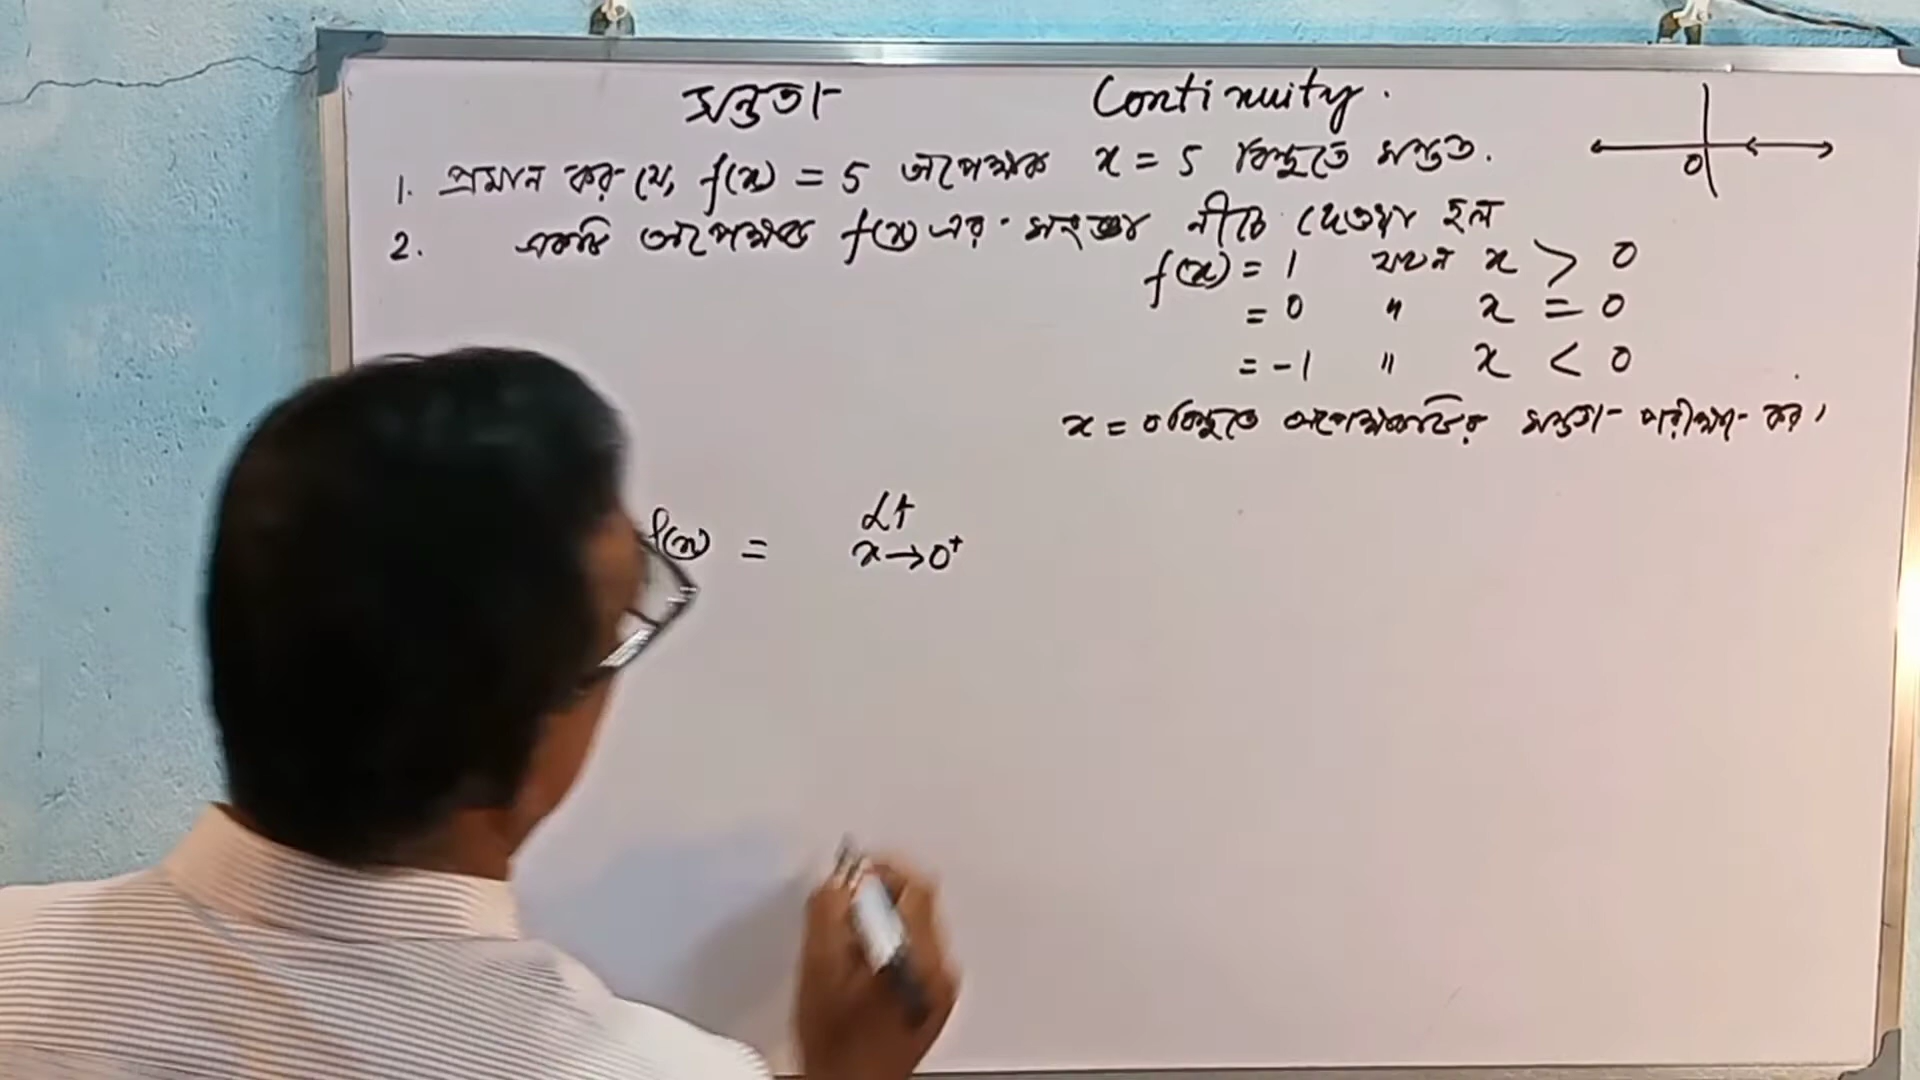 সন্ততা Continuity.
1. প্রমান কর যে, f(x) = 5 অপেক্ষক x = 5 বিন্দুতে সন্তত.
0
2. একটি অপেক্ষক f(x) এর সংজ্ঞা নীচে দেওয়া হল
f(x) = 1 যখন x > 0
= 0 " x = 0
= -1 " x < 0
x = 0 বিন্দুতে অপেক্ষকটির সন্ততা পরীক্ষা কর।
f(x) = Lt
x→0⁺